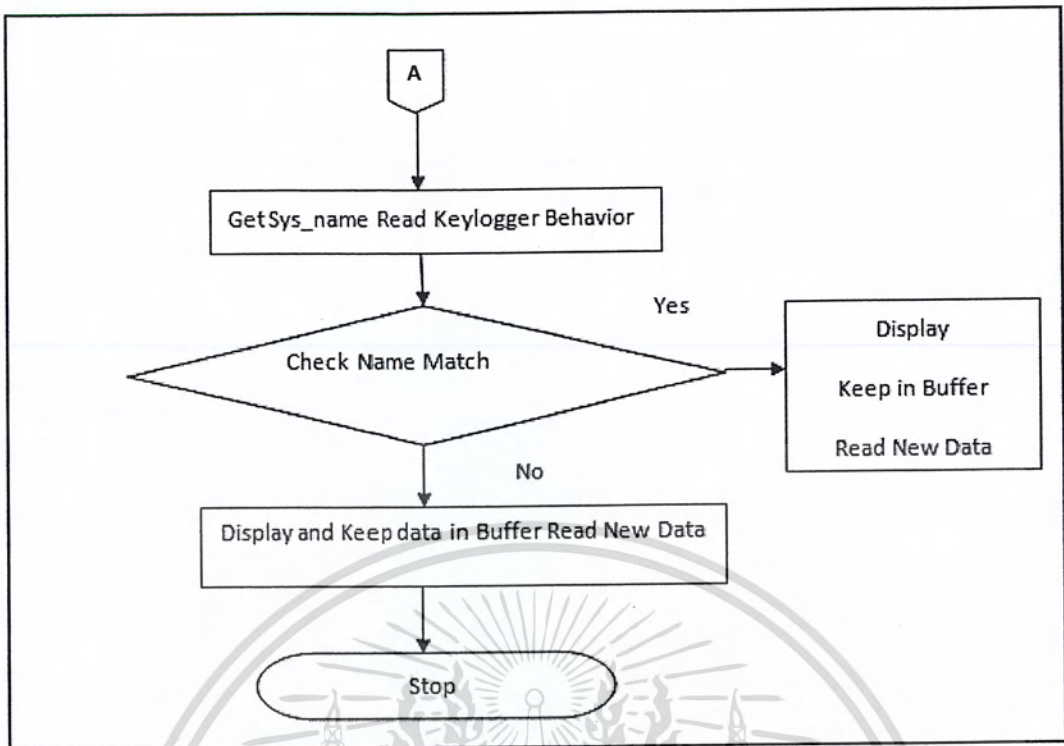 A
GetSys_name Read Keylogger Behavior
Yes
Check Name Match
Display
Keep in Buffer
Read New Data
No
Display and Keep data in Buffer Read New Data
Stop